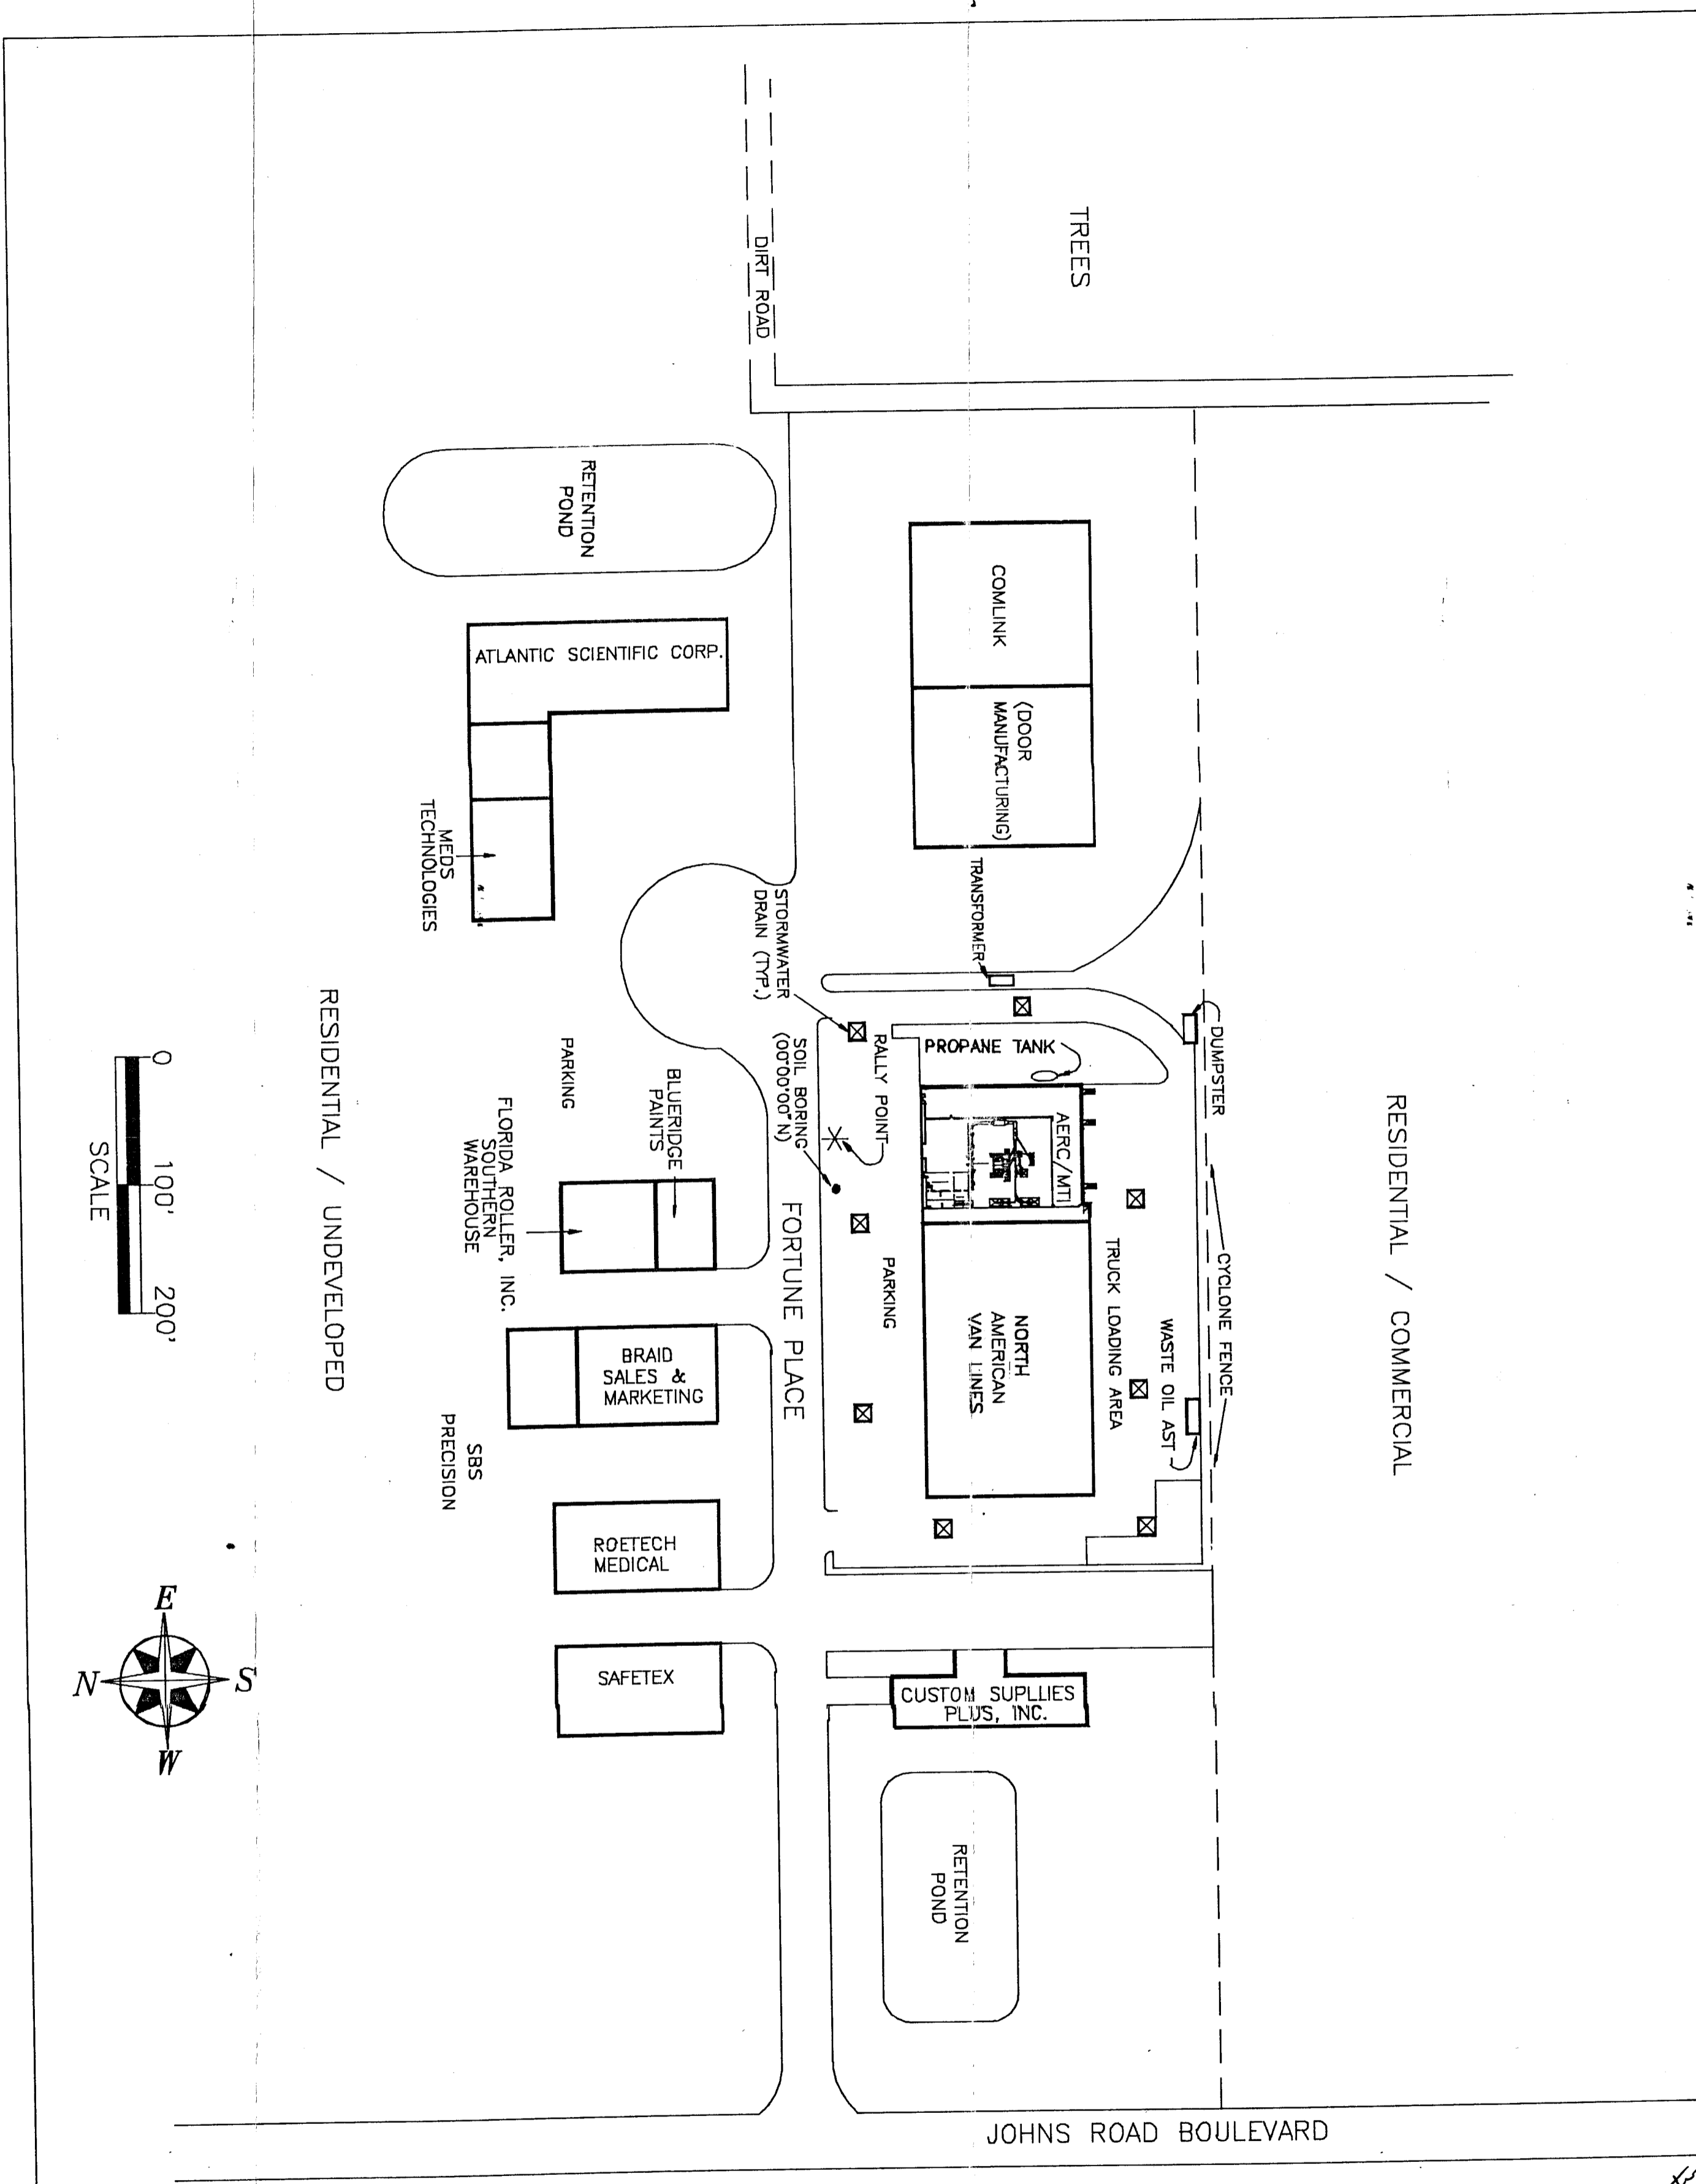 TREES
DIRT ROAD
RETENTION
POND
COMLINK
ATLANTIC SCIENTIFIC CORP.
(DOOR
MANUFACTURING)
MEDS
TECHNOLOGIES
TRANSFORMER
STORMWATER
DRAIN (TYP.)
DUMPSTER
PROPANE TANK
RALLY POINT
SOIL BORING
(00°00'00"N)
AERC/MTI
RESIDENTIAL / COMMERCIAL
PARKING
BLUERIDGE
PAINTS
FLORIDA ROLLER, INC.
SOUTHERN
WAREHOUSE
RESIDENTIAL / UNDEVELOPED
0
100'
200'
SCALE
FORTUNE PLACE
PARKING
NORTH
AMERICAN
VAN LINES
TRUCK LOADING AREA
WASTE OIL AST
CYCLONE FENCE
BRAID
SALES &
MARKETING
SBS
PRECISION
ROETECH
MEDICAL
SAFETEX
CUSTOM SUPLLIES
PLUS, INC.
E
N
S
W
RETENTION
POND
JOHNS ROAD BOULEVARD